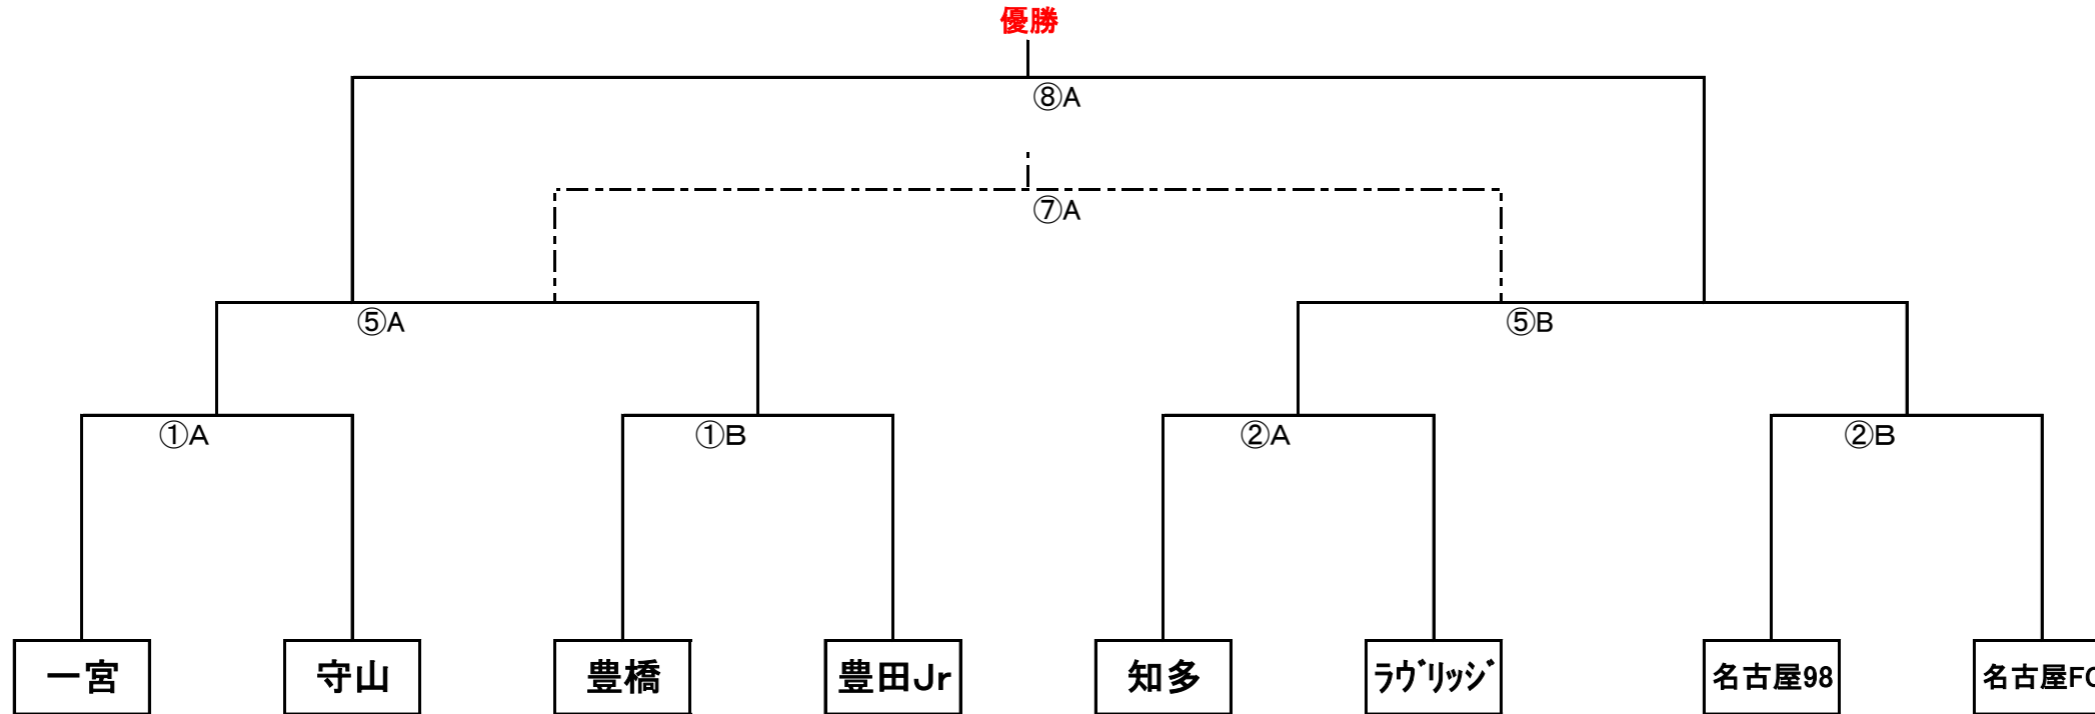 優勝
⑧A
⑦A
⑤A
⑤B
①A
①B
②A
②B
一宮
守山
豊橋
豊田Jr
知多
ﾗｳﾞﾘｯｼﾞ
名古屋98
名古屋FC